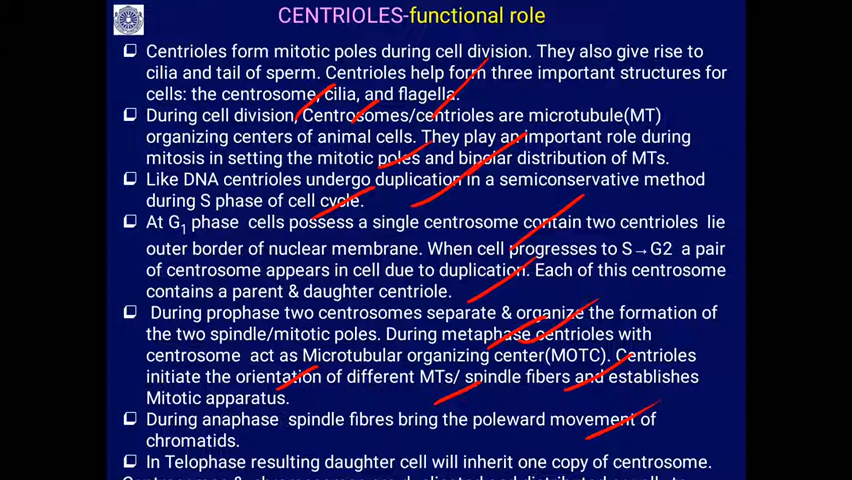 CENTRIOLES-functional role
❑ Centrioles form mitotic poles during cell division. They also give rise to
cilia and tail of sperm. Centrioles help form three important structures for
cells: the centrosome, cilia, and flagella.
❑ During cell division, Centrosomes/centrioles are microtubule(MT)
organizing centers of animal cells. They play an important role during
mitosis in setting the mitotic poles and bipolar distribution of MTs.
❑ Like DNA centrioles undergo duplication in a semiconservative method
during S phase of cell cycle.
❑ At G1 phase cells possess a single centrosome contain two centrioles lie
outer border of nuclear membrane. When cell progresses to S→G2 a pair
of centrosome appears in cell due to duplication. Each of this centrosome
contains a parent & daughter centriole.
❑ During prophase two centrosomes separate & organize the formation of
the two spindle/mitotic poles. During metaphase centrioles with
centrosome act as Microtubular organizing center(MOTC). Centrioles
initiate the orientation of different MTs/ spindle fibers and establishes
Mitotic apparatus.
❑ During anaphase spindle fibres bring the poleward movement of
chromatids.
❑ In Telophase resulting daughter cell will inherit one copy of centrosome.